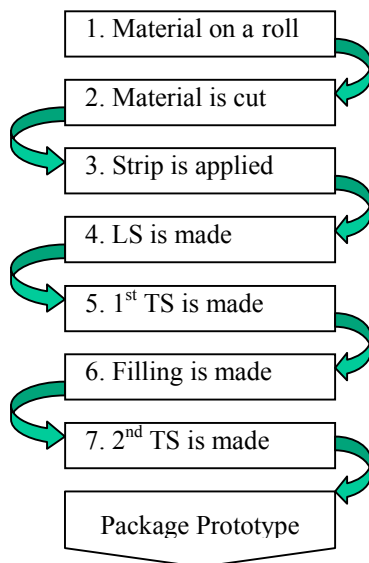 1. Material on a roll
2. Material is cut
3. Strip is applied
4. LS is made
5. 1st TS is made
6. Filling is made
7. 2nd TS is made
Package Prototype